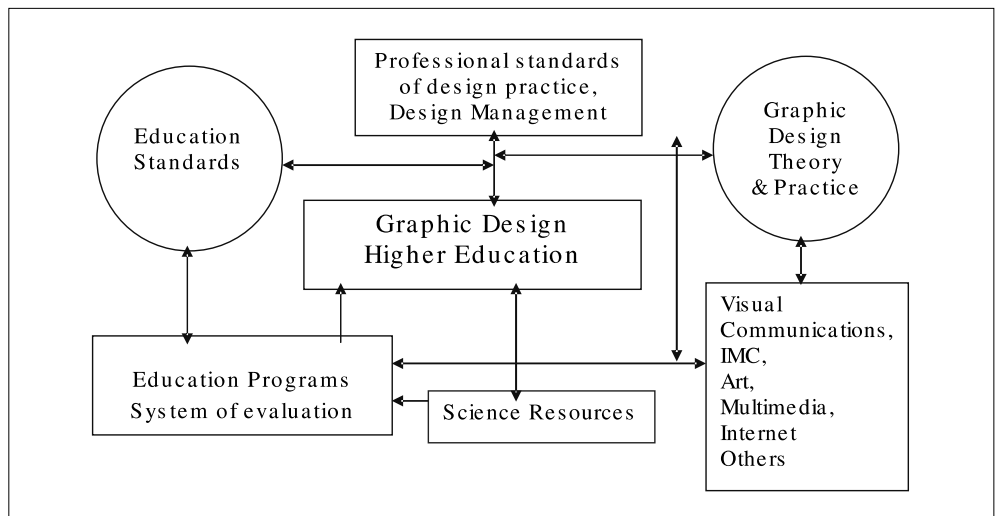 Professional standards
of design practice,
Design Management
Education
Standards
Graphic
Design
Theory
& Practice
Graphic Design
Higher Education
Visual
Communications,
IMC,
Art,
Multimedia,
Internet
Others
Education Programs
System of evaluation
Science Resources